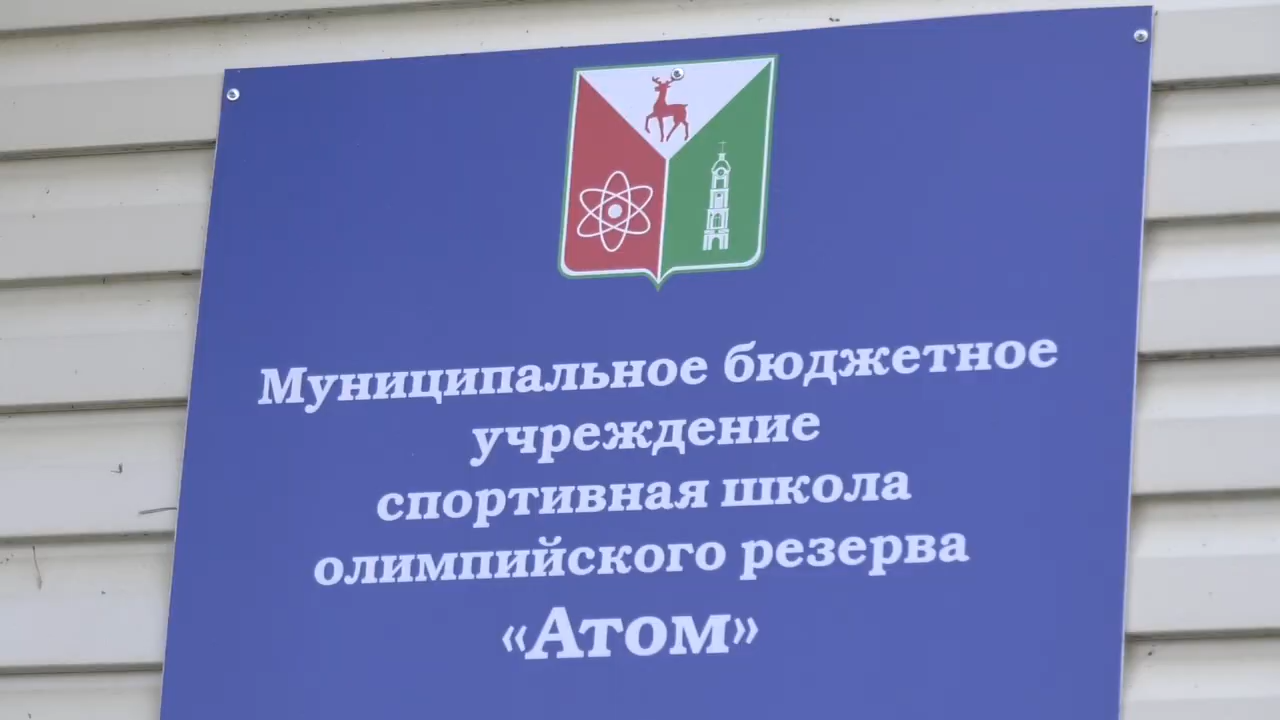 Муниципальное бюджетное
учреждение
спортивная школа
олимпийского резерва
«Атом»